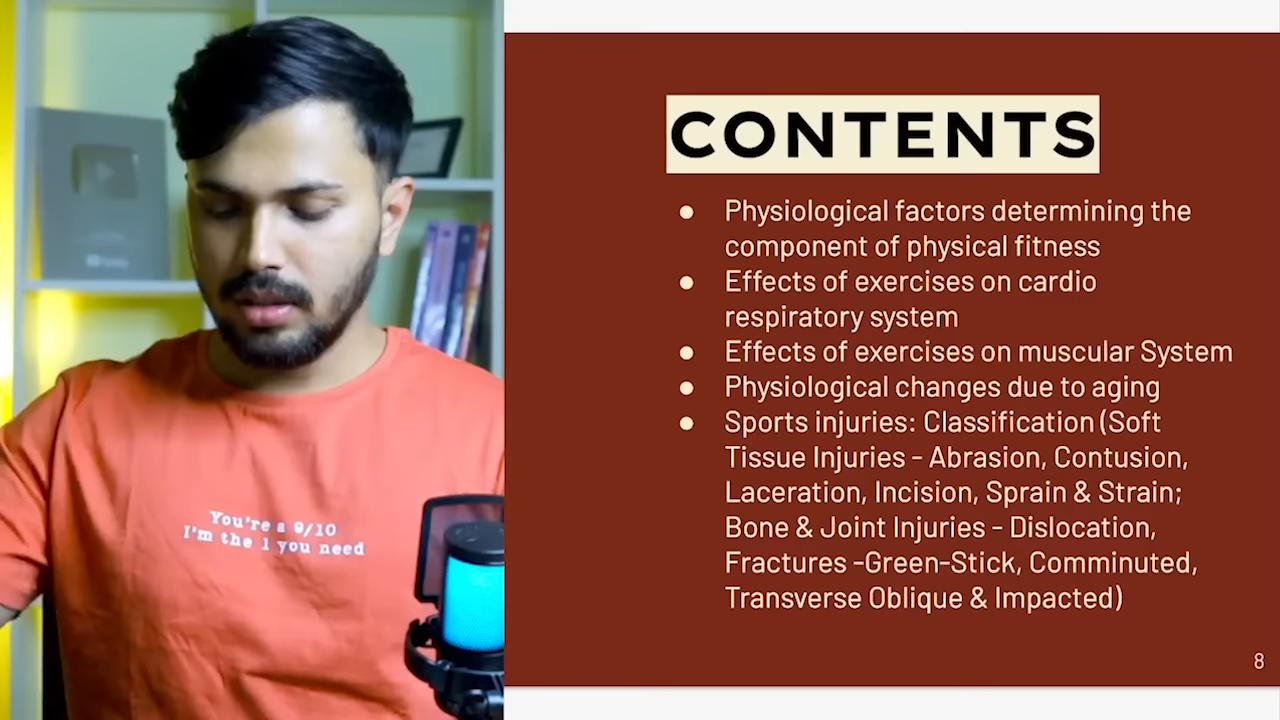 You're a 9/10
I'm the 1 you need
CONTENTS
● Physiological factors determining the
component of physical fitness
● Effects of exercises on cardio
respiratory system
● Effects of exercises on muscular System
● Physiological changes due to aging
● Sports injuries: Classification (Soft
Tissue Injuries - Abrasion, Contusion,
Laceration, Incision, Sprain & Strain;
Bone & Joint Injuries - Dislocation,
Fractures -Green-Stick, Comminuted,
Transverse Oblique & Impacted)
8